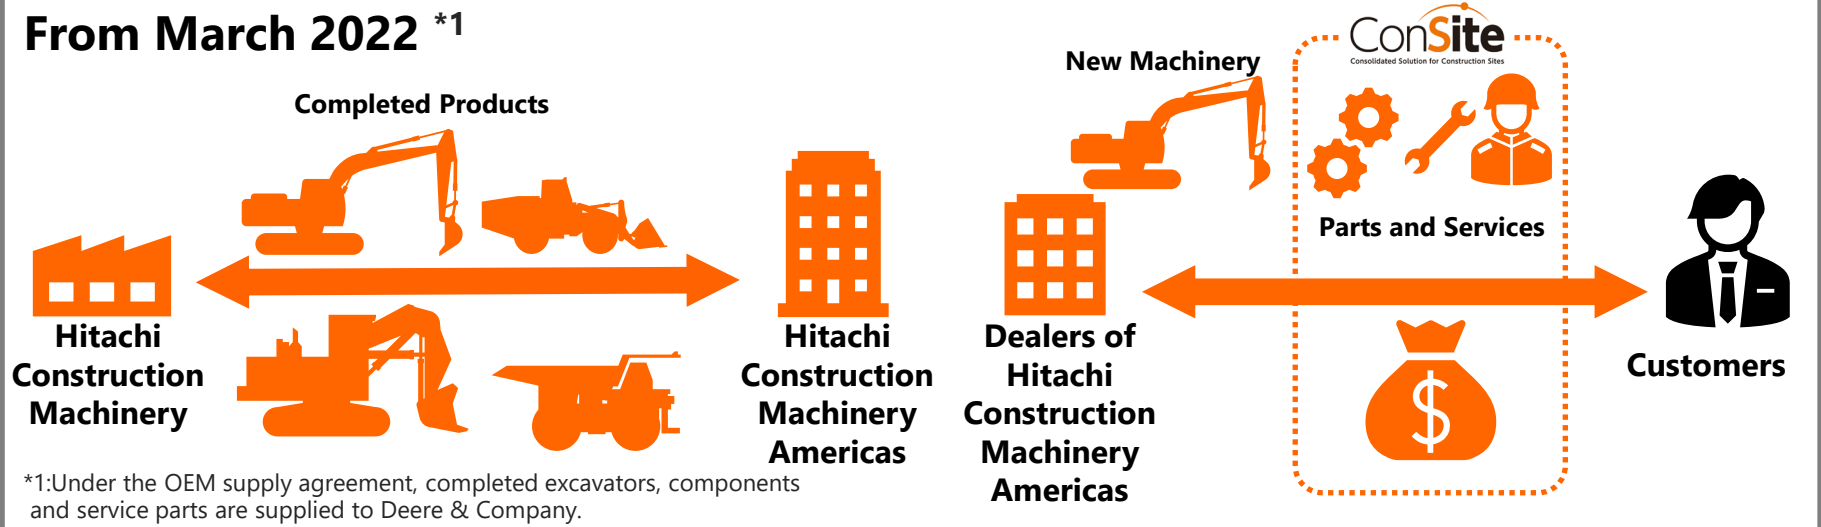 From March 2022 *1
Completed Products
Hitachi
Construction
Machinery
Hitachi
Construction
Machinery
Americas
New Machinery
Dealers of
Hitachi
Construction
Machinery
Americas
ConSite
Consolidated Solution for Construction Sites
Parts and Services
$
Customers
*1:Under the OEM supply agreement, completed excavators, components
and service parts are supplied to Deere & Company.